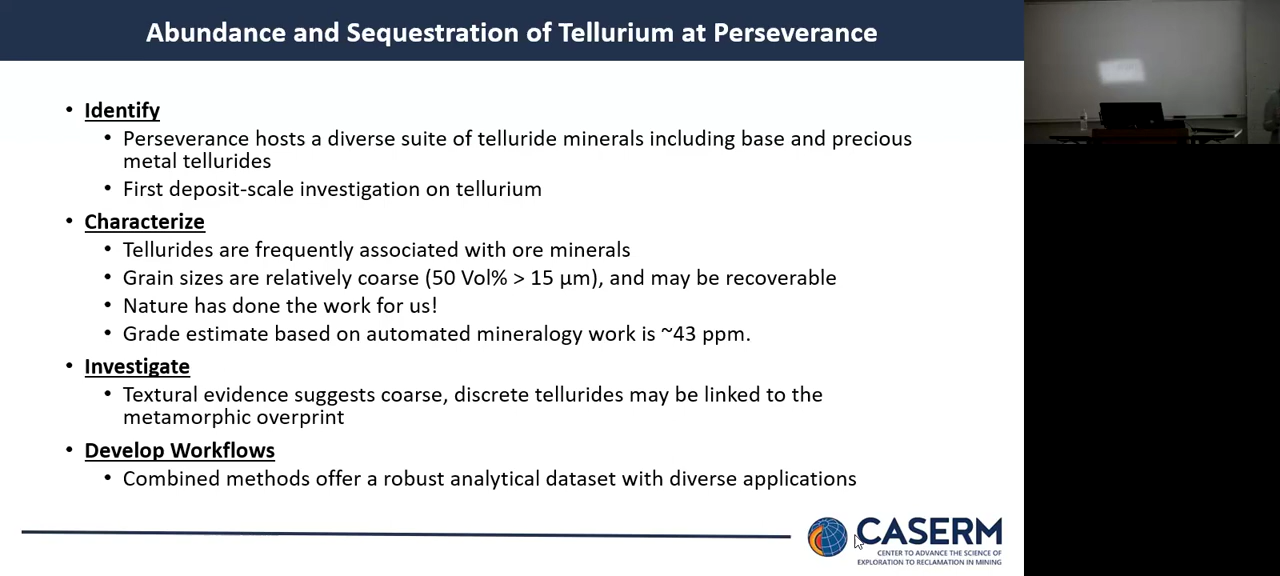 Abundance and Sequestration of Tellurium at Perseverance
• Identify
• Perseverance hosts a diverse suite of telluride minerals including base and precious
metal tellurides
• First deposit-scale investigation on tellurium
• Characterize
• Tellurides are frequently associated with ore minerals
• Grain sizes are relatively coarse (50 Vol% > 15 µm), and may be recoverable
• Nature has done the work for us!
• Grade estimate based on automated mineralogy work is ~43 ppm.
• Investigate
• Textural evidence suggests coarse, discrete tellurides may be linked to the
metamorphic overprint
• Develop Workflows
• Combined methods offer a robust analytical dataset with diverse applications
CASERM
CENTER TO ADVANCE THE SCIENCE OF
EXPLORATION TO RECLAMATION IN MINING